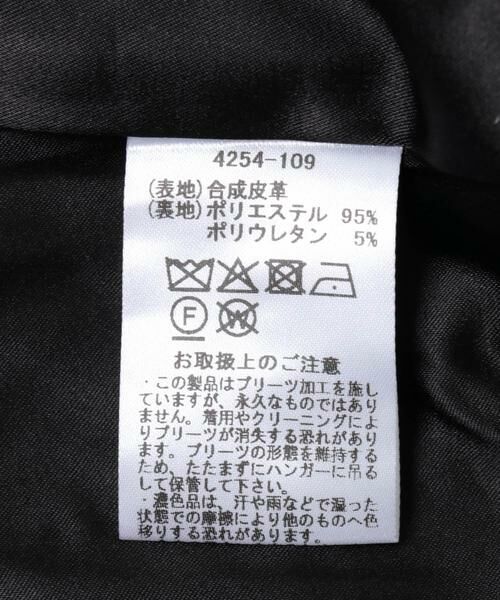 4254-109
(表地)合成皮革
(裏地)ポリエステル 95%
ポリウレタン 5%
F W
お取扱上のご注意
・この製品はプリーツ加工を施し
ていますが、永久なものではあり
ません。着用やクリーニングによ
りプリーツが消失する恐れがあり
ます。プリーツの形態を維持する
ため、たたまずにハンガーに吊る
して保管して下さい。
・濃色品は、汗や雨などで湿った
状態での摩擦により他のものへ色
移りする恐れがあります。